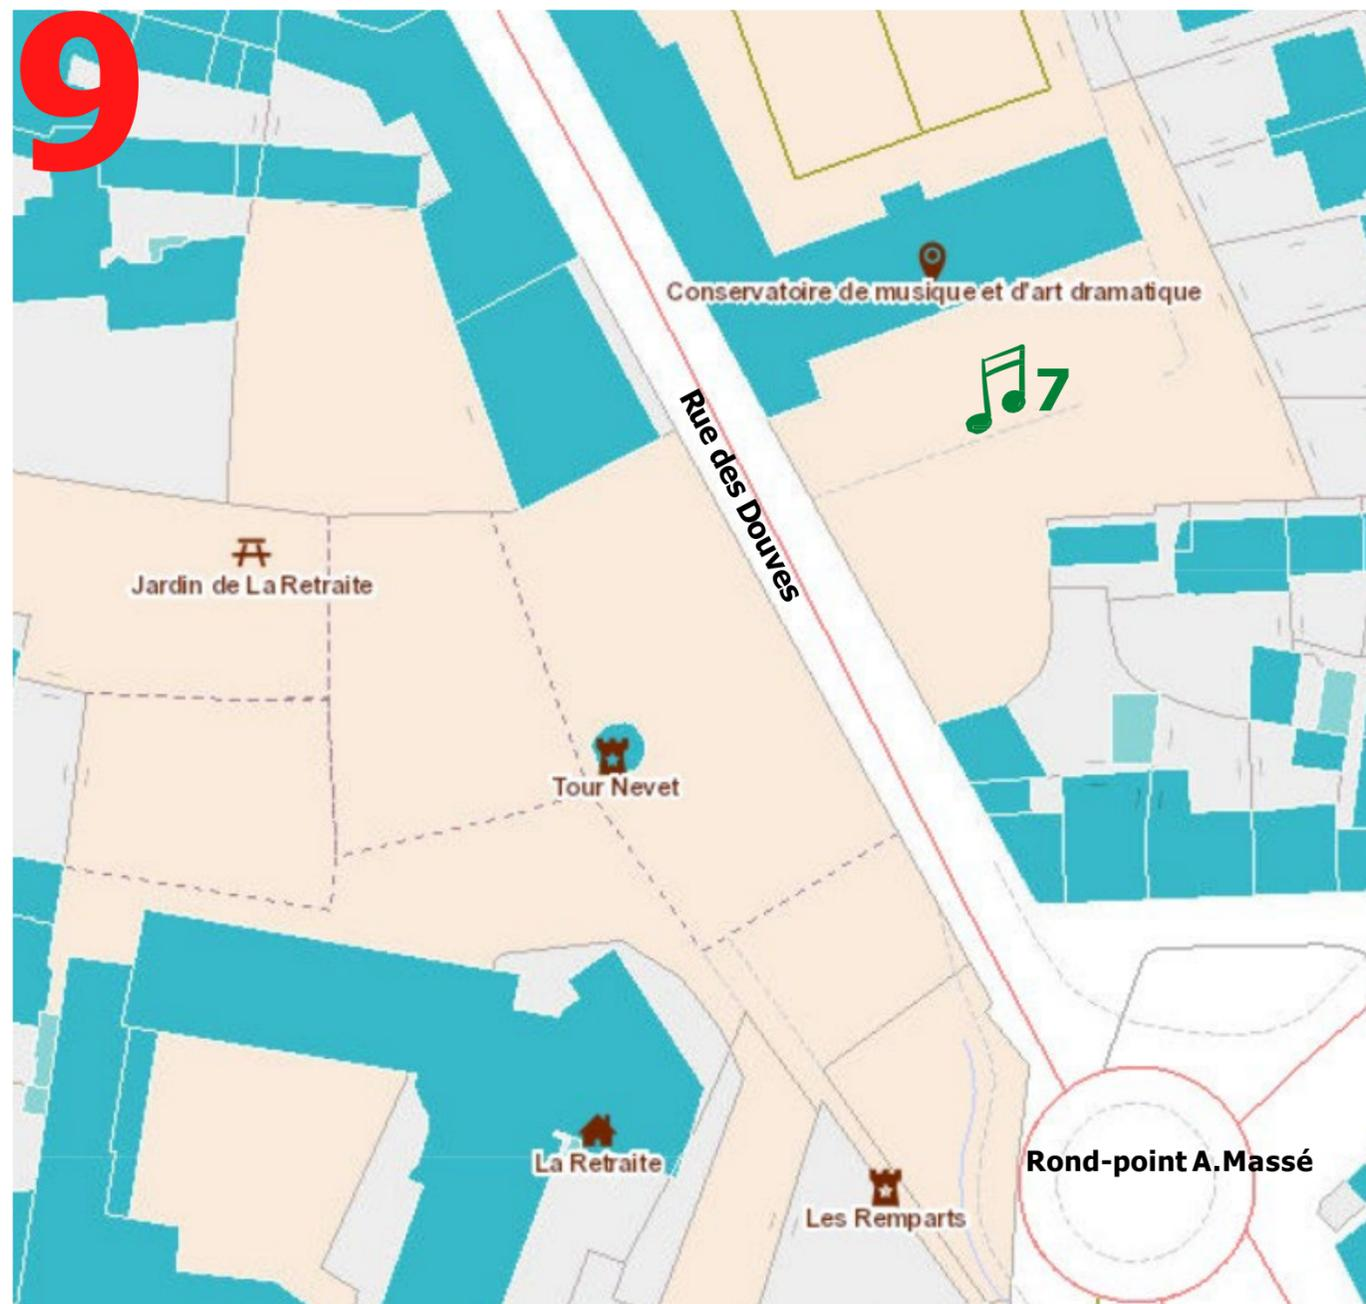 9
Conservatoire de musique et d'art dramatique
7
Rue des Douves
Jardin de La Retraite
Tour Nevet
La Retraite
Rond-point A.Massé
Les Remparts